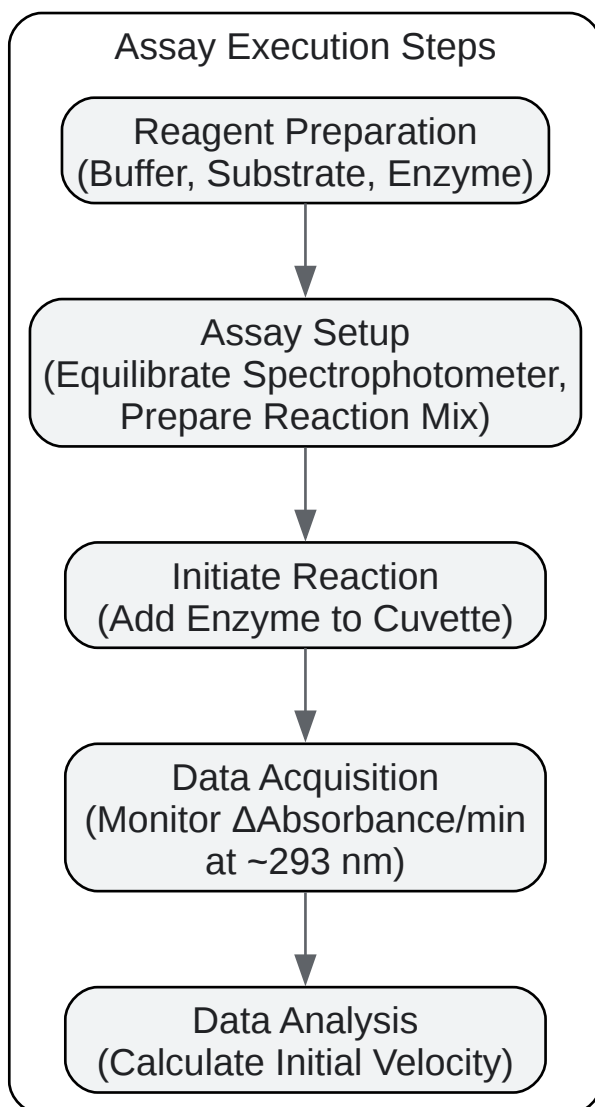 Assay Execution Steps
Reagent Preparation
(Buffer, Substrate, Enzyme)
Assay Setup
(Equilibrate Spectrophotometer,
Prepare Reaction Mix)
Initiate Reaction
(Add Enzyme to Cuvette)
Data Acquisition
(Monitor ΔAbsorbance/min
at ~293 nm)
Data Analysis
(Calculate Initial Velocity)